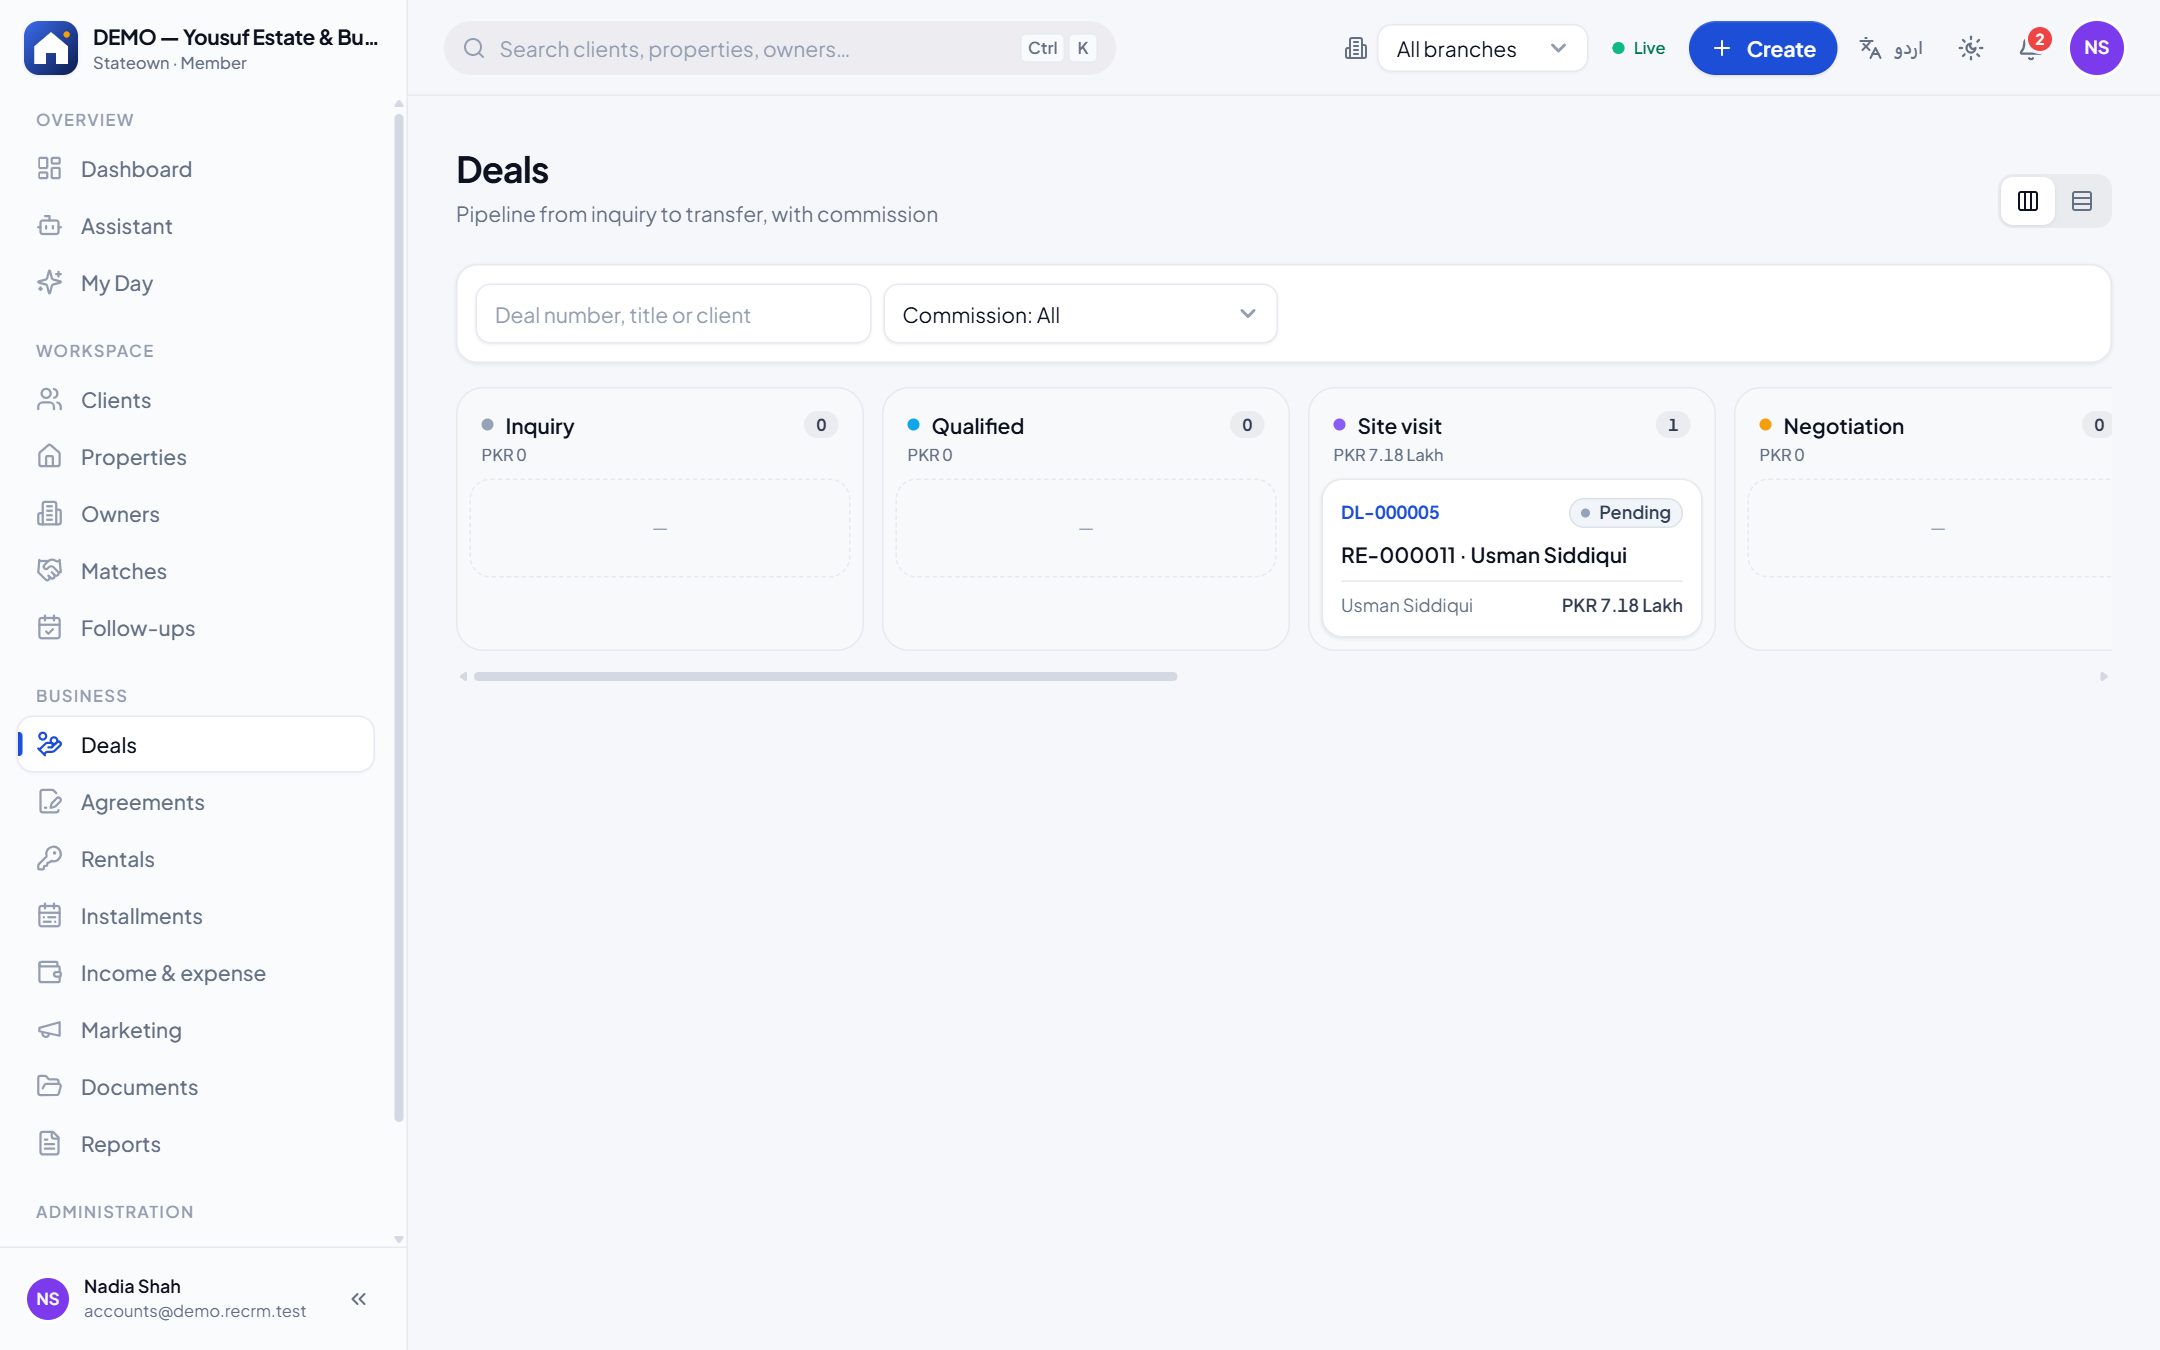 DEMO — Yousuf Estate & Bu...
Stateown · Member
OVERVIEW
Dashboard
Assistant
My Day
WORKSPACE
Clients
Properties
Owners
Matches
Follow-ups
BUSINESS
Deals
Agreements
Rentals
Installments
Income & expense
Marketing
Documents
Reports
ADMINISTRATION
NS
Nadia Shah
accounts@demo.recrm.test
Search clients, properties, owners...
Ctrl K
All branches
Live
Create
اردو
2
NS
Deals
Pipeline from inquiry to transfer, with commission
Deal number, title or client
Commission: All
Inquiry 0
PKR 0
—
Qualified 0
PKR 0
—
Site visit 1
PKR 7.18 Lakh
DL-000005 Pending
RE-000011 · Usman Siddiqui
Usman Siddiqui PKR 7.18 Lakh
Negotiation 0
PKR 0
—